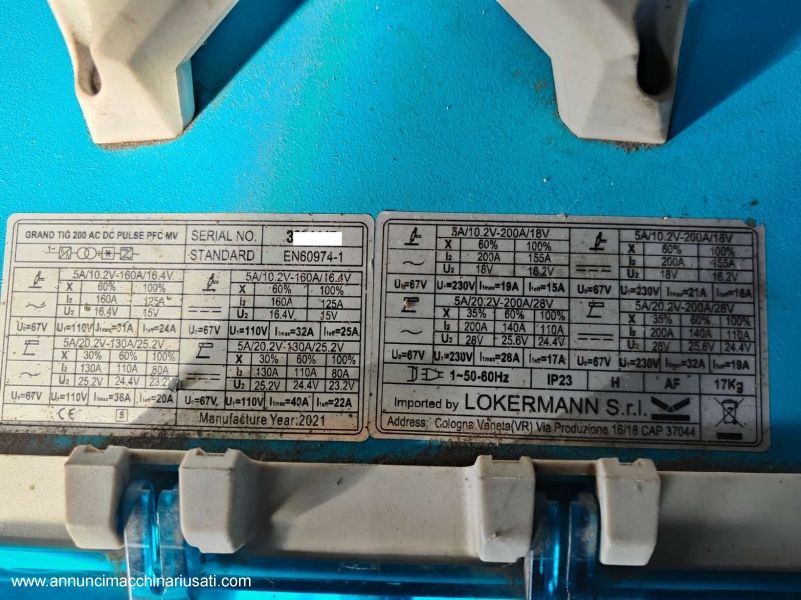 GRAND TIG 200 AC DC PULSE PFC MV
SERIAL NO.
STANDARD EN60974-1
5A/10.2V-160A/16.4V
X 60% 100%
I2 160A 125A
U2 16.4V 15V
U0=67V U1=110V I1max=31A I1eff=24A
5A/10.2V-160A/16.4V
X 60% 100%
I2 160A 125A
U2 16.4V 15V
U0=67V U1=110V I1max=32A I1eff=25A
5A/20.2V-130A/25.2V
X 30% 60% 100%
I2 130A 110A 80A
U2 25.2V 24.4V 23.2V
U0=67V U1=110V I1max=36A I1eff=20A
5A/20.2V-130A/25.2V
X 30% 60% 100%
I2 130A 110A 80A
U2 25.2V 24.4V 23.2V
U0=67V U1=110V I1max=40A I1eff=22A
CE S Manufacture Year:2021
5A/10.2V-200A/18V
X 60% 100%
I2 200A 155A
U2 18V 16.2V
U0=67V U1=230V I1max=19A I1eff=15A
5A/10.2V-200A/18V
X 60% 100%
I2 200A 155A
U2 18V 16.2V
U0=67V U1=230V I1max=21A I1eff=16A
5A/20.2V-200A/28V
X 35% 60% 100%
I2 200A 140A 110A
U2 28V 25.6V 24.4V
U0=67V U1=230V I1max=26A I1eff=17A
5A/20.2V-200A/28V
X 35% 60% 100%
I2 200A 140A 110A
U2 28V 25.6V 24.4V
U0=67V U1=230V I1max=32A I1eff=19A
1~50-60Hz IP23 H AF 17Kg
Imported by LOKERMANN S.r.l.
Address: Cologna Veneta(VR) Via Produzione 16/18 CAP 37044
www.annuncimacchinariusati.com